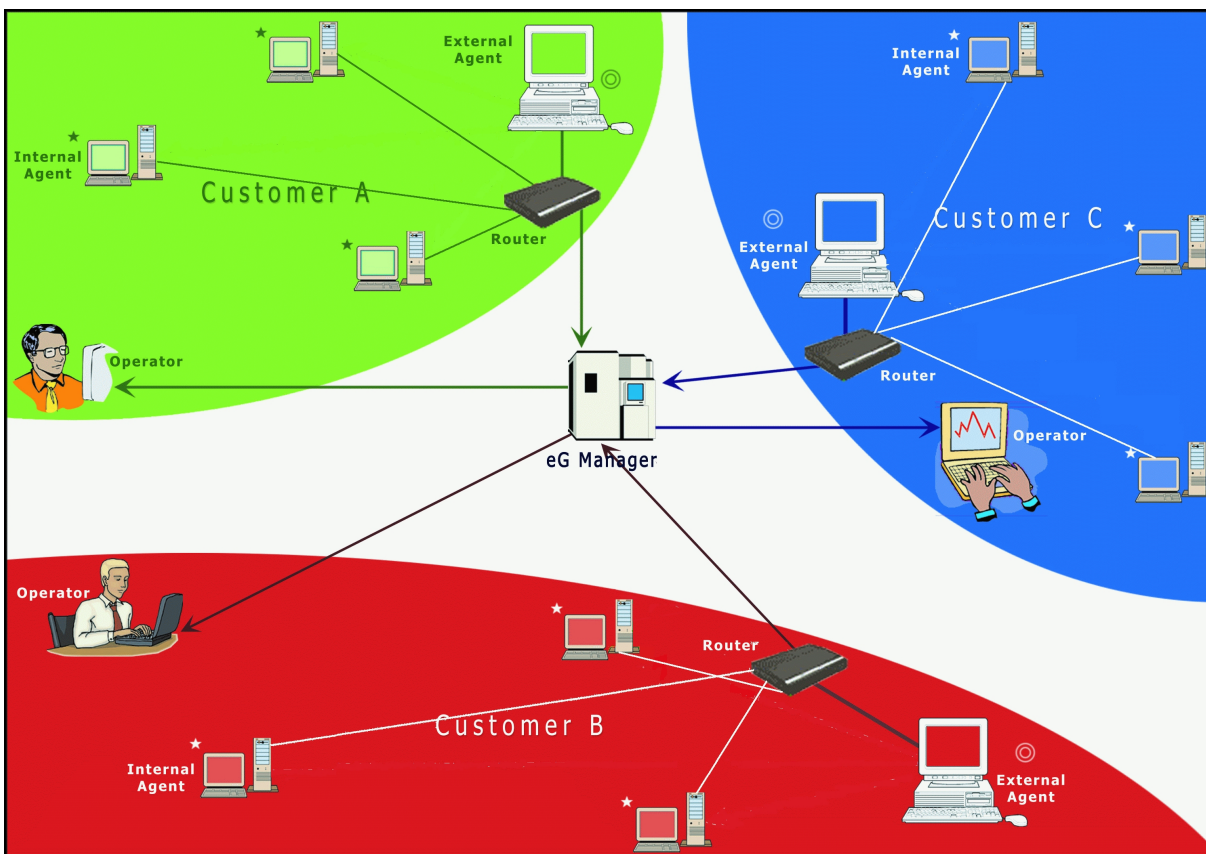 External
Agent
Internal
Agent
Customer A
Router
Operator
Internal
Agent
Customer C
External
Agent
Router
Operator
eG Manager
Operator
Router
Customer B
Internal
Agent
External
Agent